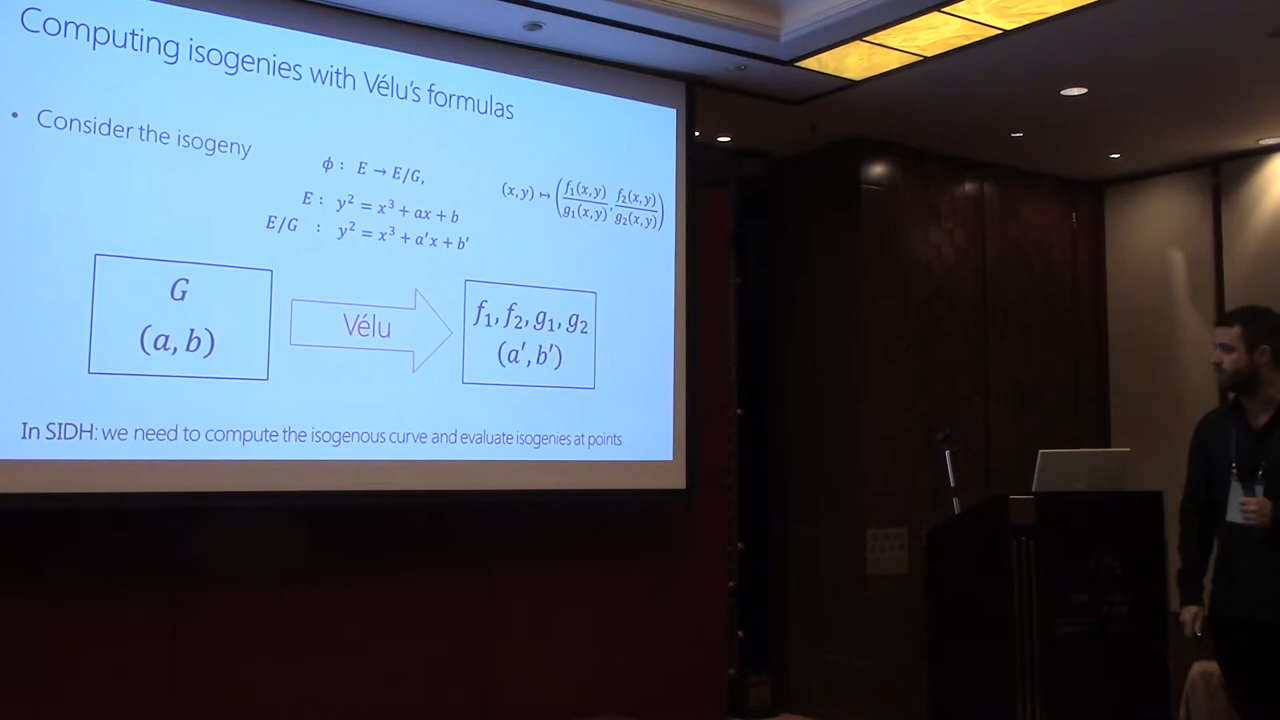 Computing isogenies with Vélu's formulas
• Consider the isogeny
ϕ : E → E/G,
(x, y) ↦ (f₁(x,y)/g₁(x,y), f₂(x,y)/g₂(x,y))
E : y² = x³ + ax + b
E/G : y² = x³ + a′x + b′
G
(a, b)
Vélu
f₁, f₂, g₁, g₂
(a′, b′)
In SIDH: we need to compute the isogenous curve and evaluate isogenies at points